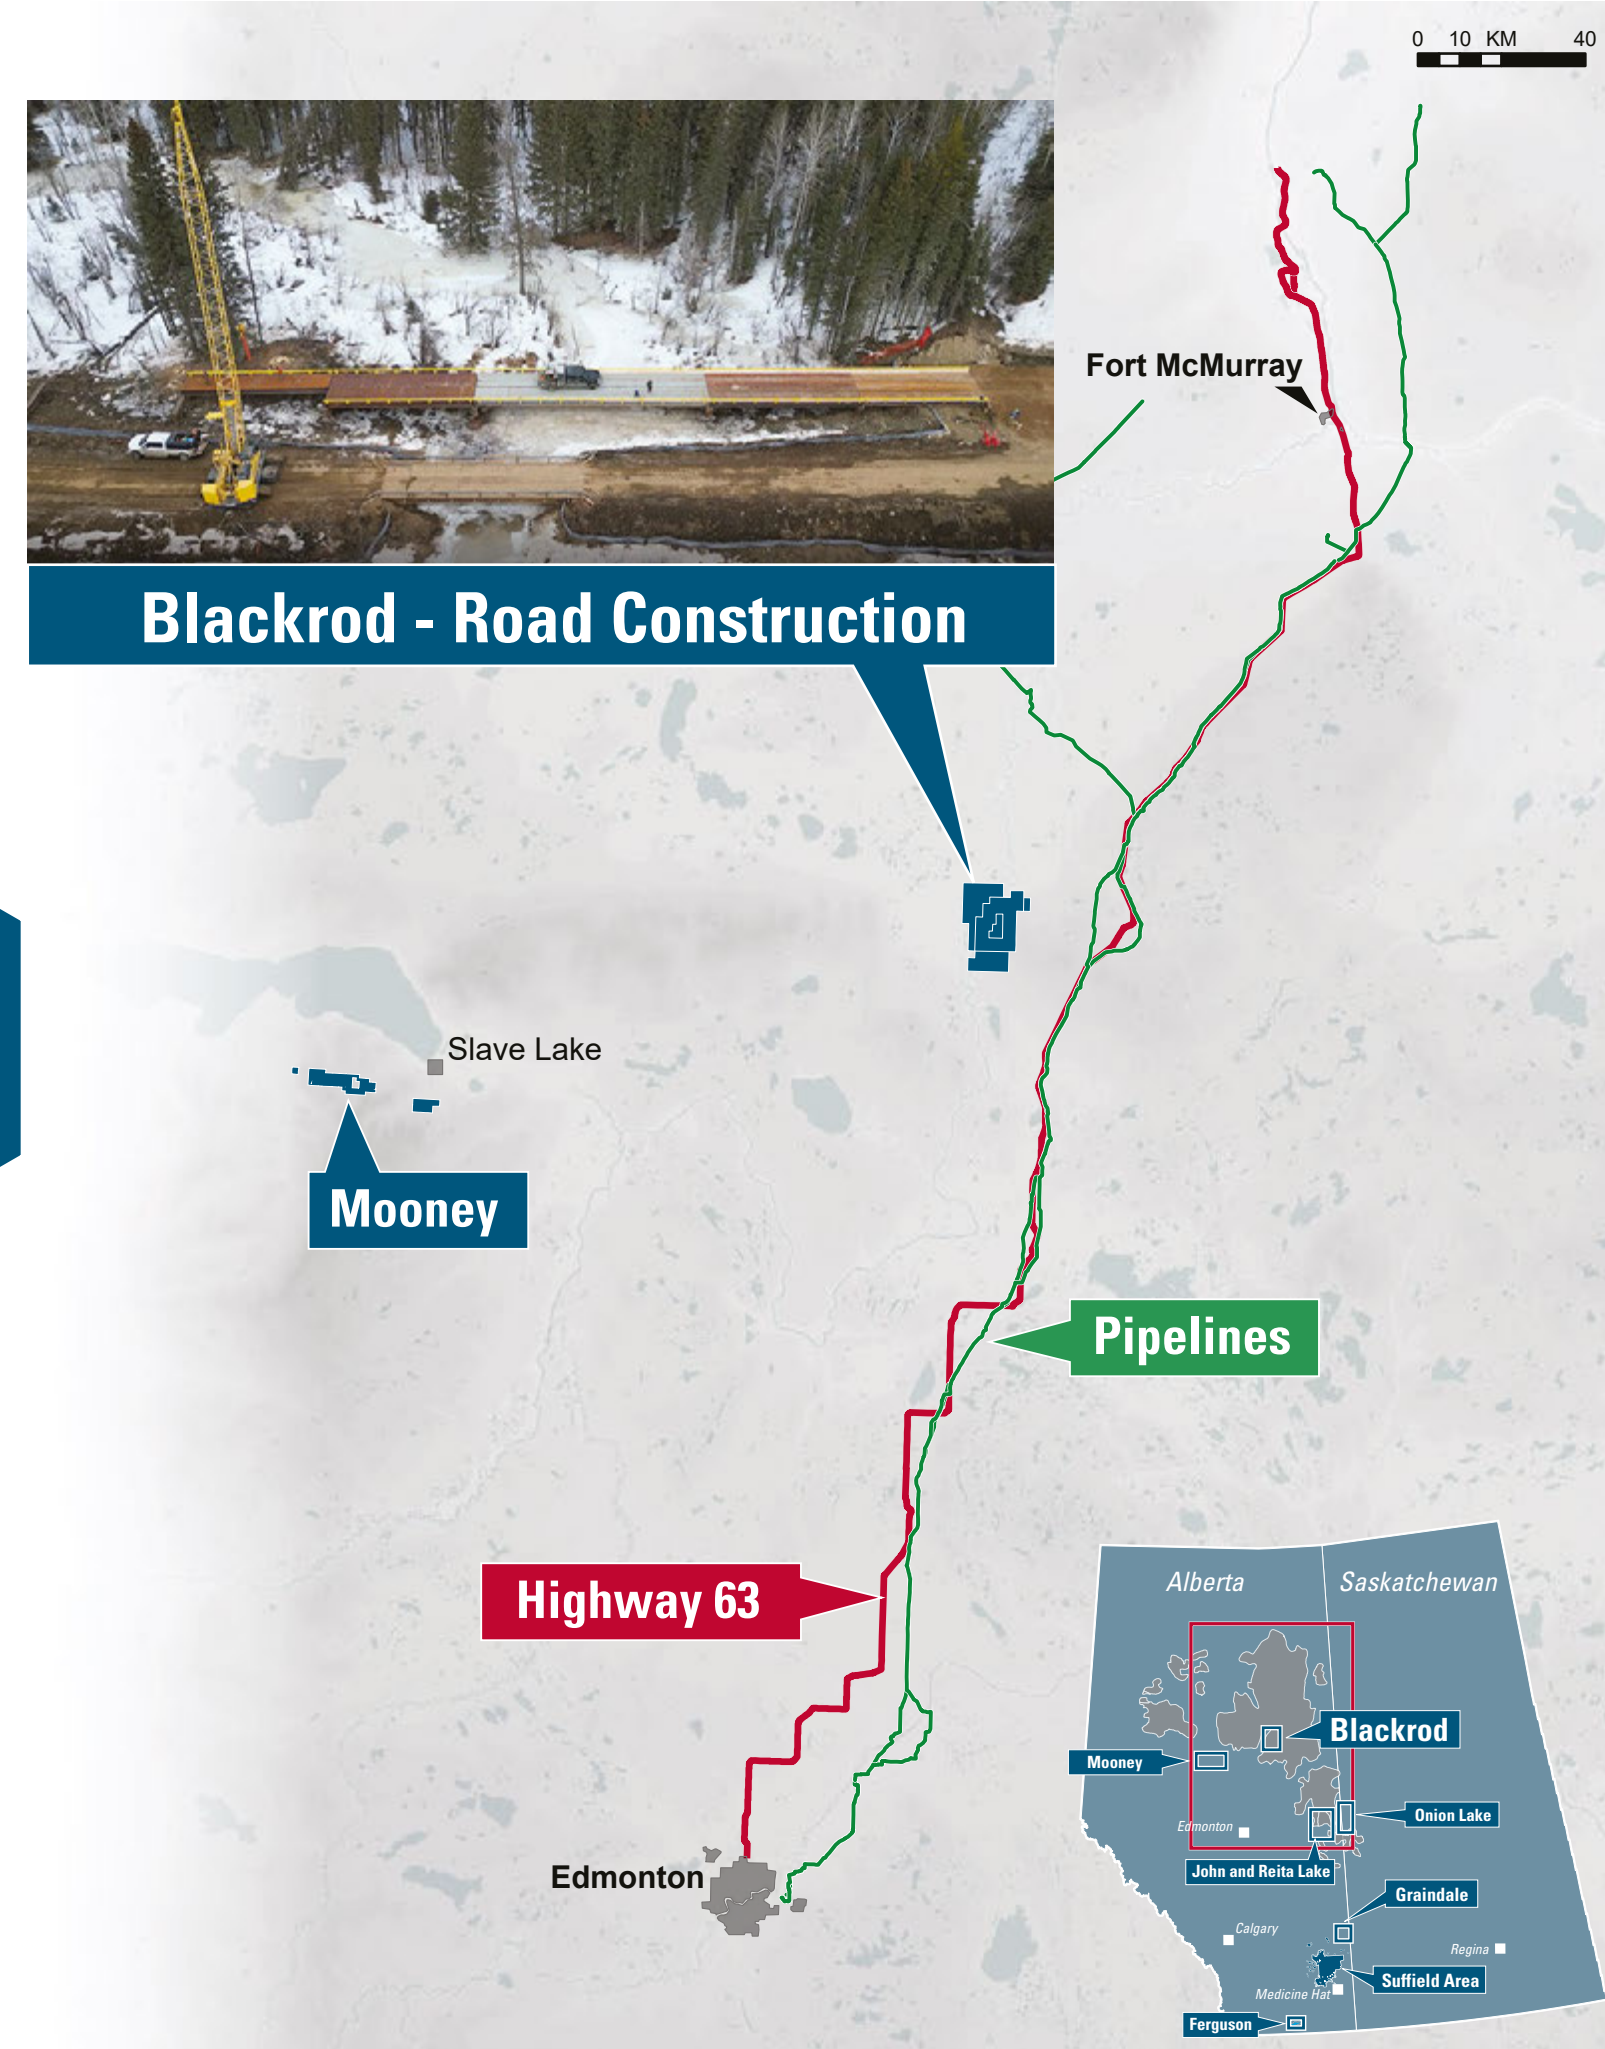 0 10 KM 40
Fort McMurray
Blackrod - Road Construction
Slave Lake
Mooney
Pipelines
Highway 63
Edmonton
Alberta
Saskatchewan
Blackrod
Mooney
Onion Lake
Edmonton
John and Reita Lake
Graindale
Calgary
Regina
Suffield Area
Medicine Hat
Ferguson